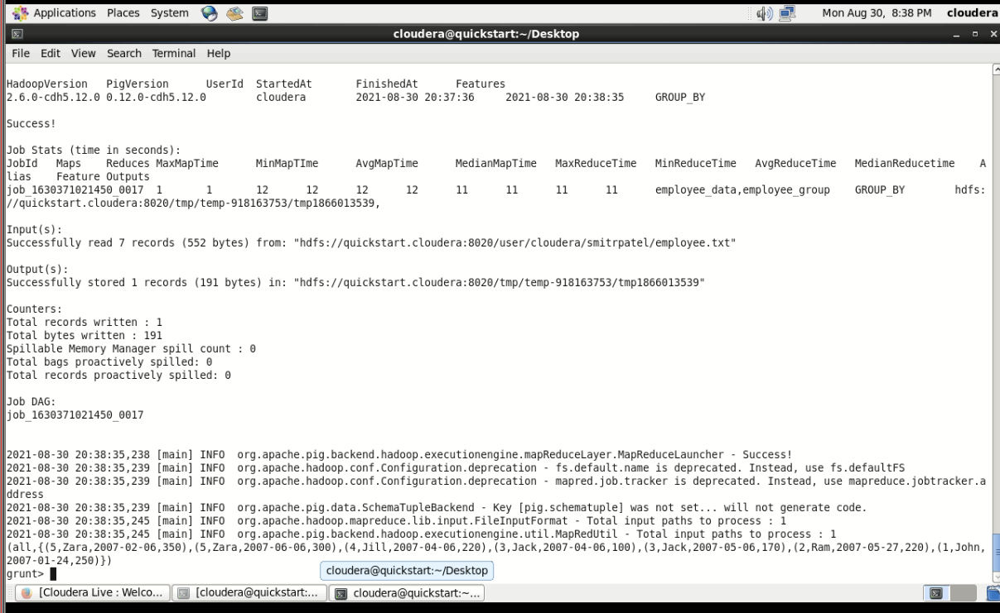 Applications Places System Mon Aug 30, 8:38 PM cloudera
cloudera@quickstart:~/Desktop
File Edit View Search Terminal Help
HadoopVersion PigVersion UserId StartedAt FinishedAt Features
2.6.0-cdh5.12.0 0.12.0-cdh5.12.0 cloudera 2021-08-30 20:37:36 2021-08-30 20:38:35 GROUP_BY
Success!
Job Stats (time in seconds):
JobId Maps Reduces MaxMapTime MinMapTIme AvgMapTime MedianMapTime MaxReduceTime MinReduceTime AvgReduceTime MedianReducetime A
lias Feature Outputs
job_1630371021450_0017 1 1 12 12 12 12 11 11 11 11 employee_data,employee_group GROUP_BY hdfs:
//quickstart.cloudera:8020/tmp/temp-918163753/tmp1866013539,
Input(s):
Successfully read 7 records (552 bytes) from: "hdfs://quickstart.cloudera:8020/user/cloudera/smitrpatel/employee.txt"
Output(s):
Successfully stored 1 records (191 bytes) in: "hdfs://quickstart.cloudera:8020/tmp/temp-918163753/tmp1866013539"
Counters:
Total records written : 1
Total bytes written : 191
Spillable Memory Manager spill count : 0
Total bags proactively spilled: 0
Total records proactively spilled: 0
Job DAG:
job_1630371021450_0017
2021-08-30 20:38:35,238 [main] INFO org.apache.pig.backend.hadoop.executionengine.mapReduceLayer.MapReduceLauncher - Success!
2021-08-30 20:38:35,239 [main] INFO org.apache.hadoop.conf.Configuration.deprecation - fs.default.name is deprecated. Instead, use fs.defaultFS
2021-08-30 20:38:35,239 [main] INFO org.apache.hadoop.conf.Configuration.deprecation - mapred.job.tracker is deprecated. Instead, use mapreduce.jobtracker.a
ddress
2021-08-30 20:38:35,239 [main] INFO org.apache.pig.data.SchemaTupleBackend - Key [pig.schematuple] was not set... will not generate code.
2021-08-30 20:38:35,245 [main] INFO org.apache.hadoop.mapreduce.lib.input.FileInputFormat - Total input paths to process : 1
2021-08-30 20:38:35,245 [main] INFO org.apache.pig.backend.hadoop.executionengine.util.MapRedUtil - Total input paths to process : 1
(all,{(5,Zara,2007-02-06,350),(5,Zara,2007-06-06,300),(4,Jill,2007-04-06,220),(3,Jack,2007-04-06,100),(3,Jack,2007-05-06,170),(2,Ram,2007-05-27,220),(1,John,
2007-01-24,250)})
grunt>
cloudera@quickstart:~/Desktop
[Cloudera Live : Welco... [cloudera@quickstart:... cloudera@quickstart:~...